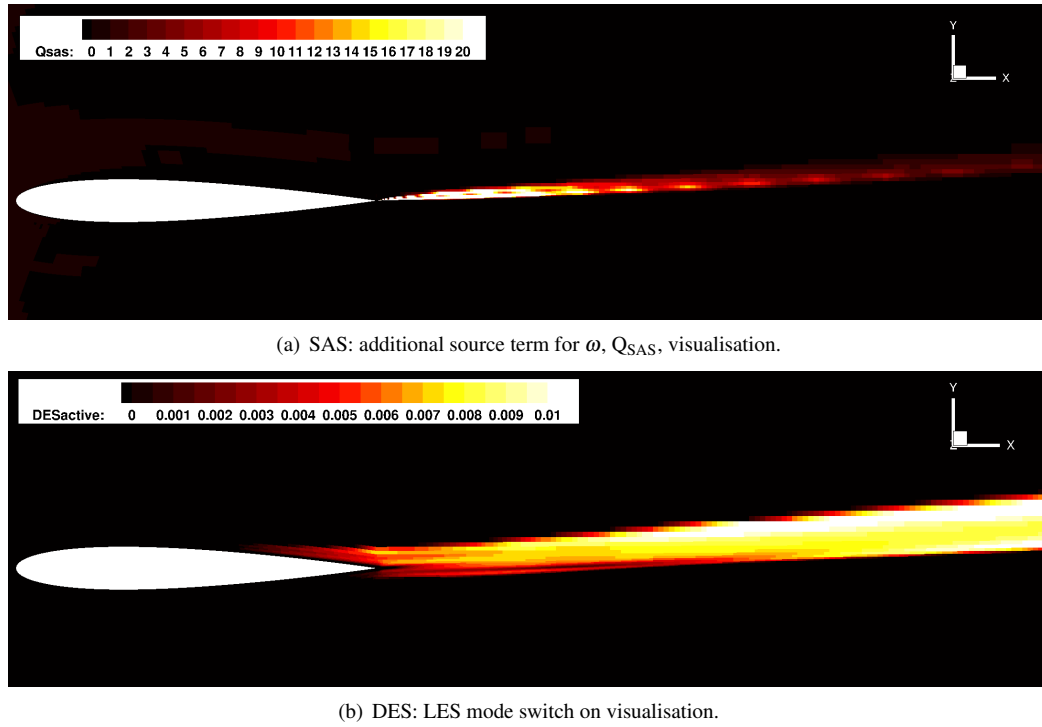 Qsas: 0 1 2 3 4 5 6 7 8 9 10 11 12 13 14 15 16 17 18 19 20
Y
Z X
(a) SAS: additional source term for ω, Q_SAS, visualisation.
DESactive: 0 0.001 0.002 0.003 0.004 0.005 0.006 0.007 0.008 0.009 0.01
Y
Z X
(b) DES: LES mode switch on visualisation.